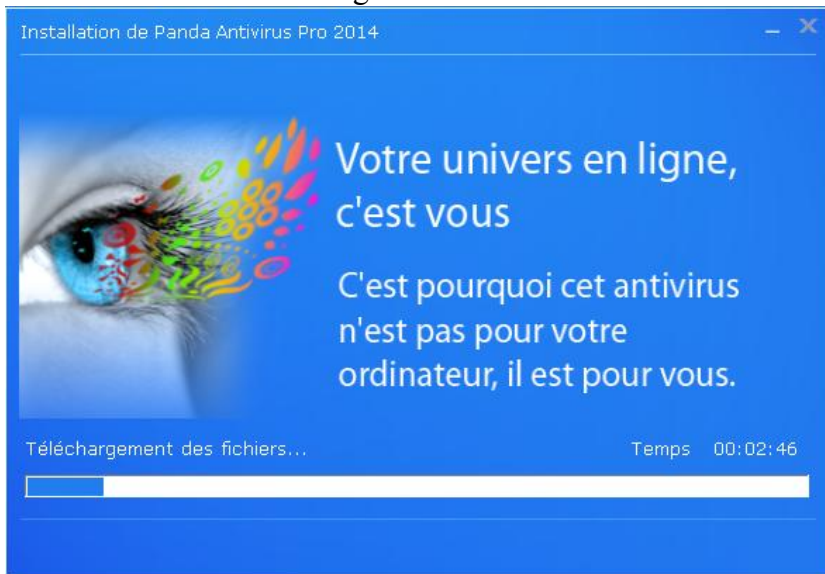 Installation de Panda Antivirus Pro 2014
Votre univers en ligne,
c'est vous
C'est pourquoi cet antivirus
n'est pas pour votre
ordinateur, il est pour vous.
Téléchargement des fichiers...
Temps 00:02:46